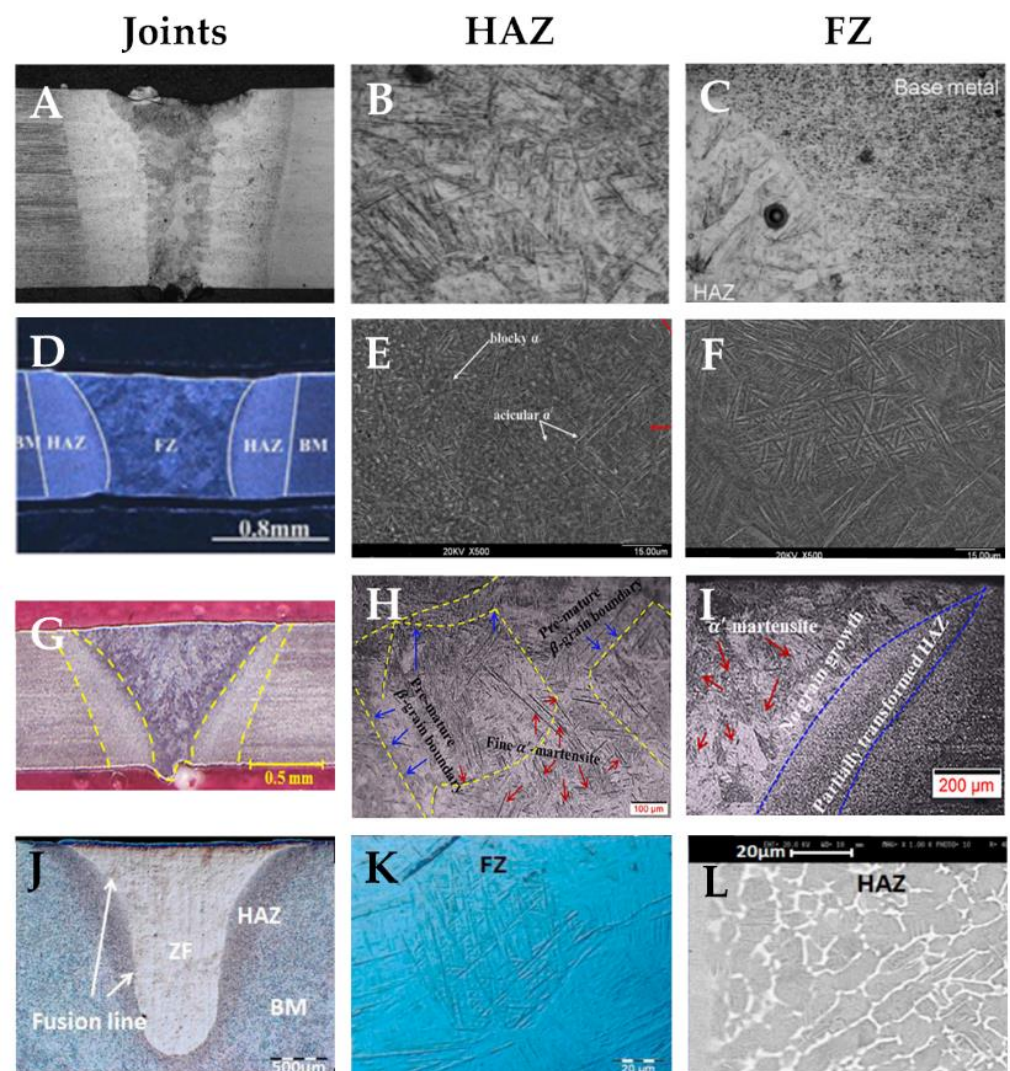 Joints HAZ FZ
A B C
Base metal
HAZ
D E F
blocky α
acicular α
BM HAZ FZ HAZ BM
0.8mm
20KV X500 15.00um
20KV X500 15.00um
G H I
Pre-mature
β-grain boundary
Pre-mature
β-grain boundary
Fine α'-martensite
100 µm
0.5 mm
α'-martensite
No grain growth
Partially transformed HAZ
200 µm
J K L
HAZ
ZF
Fusion line
BM
500µm
FZ
20 µm
20µm
HAZ